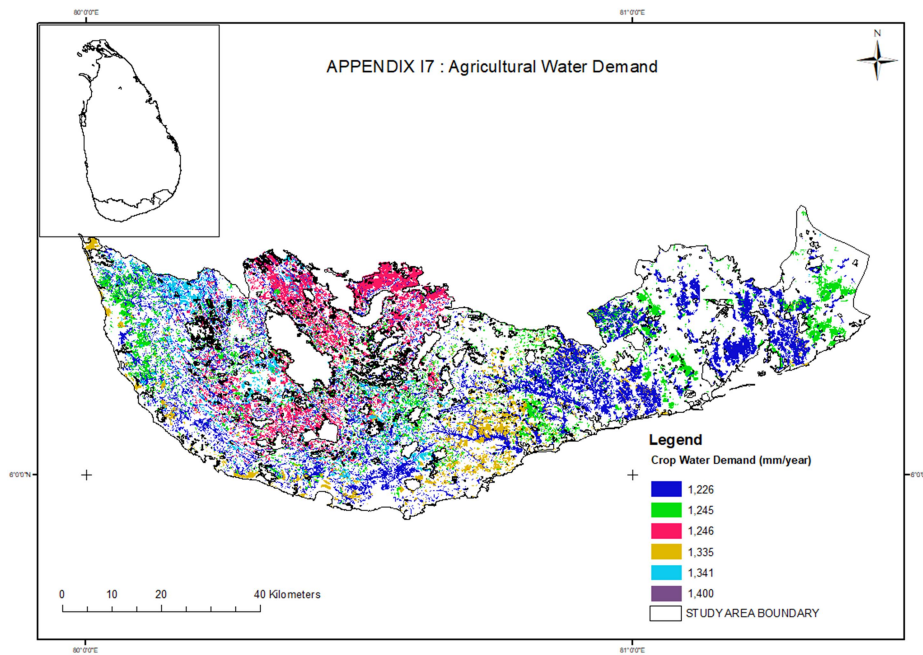 80°0'0"E
81°0'0"E
N
APPENDIX I7 : Agricultural Water Demand
Legend
Crop Water Demand (mm/year)
1,226
1,245
1,246
1,335
1,341
1,400
STUDY AREA BOUNDARY
6°0'0"N
0 10 20 40 Kilometers
80°0'0"E
81°0'0"E